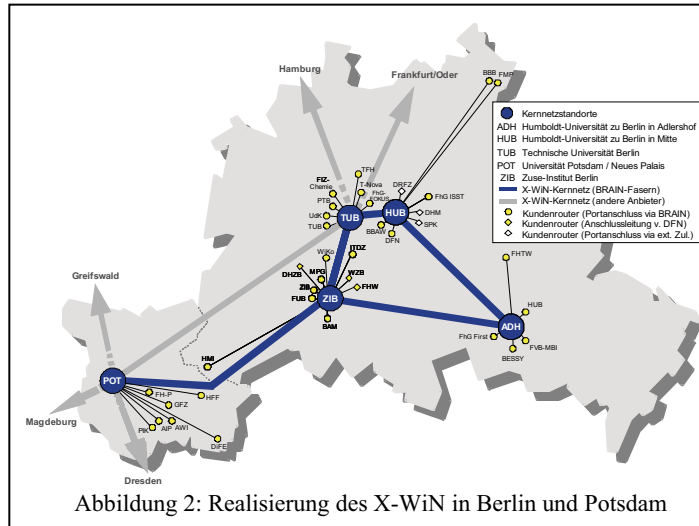 Hamburg
Frankfurt/Oder
BBB
FMP
Kernnetzstandorte
ADH Humboldt-Universität zu Berlin in Adlershof
HUB Humboldt-Universität zu Berlin in Mitte
TUB Technische Universität Berlin
POT Universität Potsdam / Neues Palais
ZIB Zuse-Institut Berlin
X-WiN-Kernnetz (BRAIN-Fasern)
X-WiN-Kernnetz (andere Anbieter)
Kundenrouter (Portanschluss via BRAIN)
Kundenrouter (Anschlussleitung v. DFN)
Kundenrouter (Portanschluss via ext. Zul.)
TFH
FIZ-
Chemie
T-Nova
DRFZ
PTB
FhG-
FOKUS
FhG ISST
UdK
TUB
HUB
DHM
TUB
BBAW
SPK
DFN
WiKo
ITDZ
FHTW
Greifswald
DHZB
MPG
WZB
ZIB
FHW
FUB
ZIB
HUB
BAM
ADH
FhG First
FVB-MBI
BESSY
HMI
POT
FH-P
HFF
GFZ
Magdeburg
PIK
AIP
AWI
DiFE
Dresden
Abbildung 2: Realisierung des X-WiN in Berlin und Potsdam